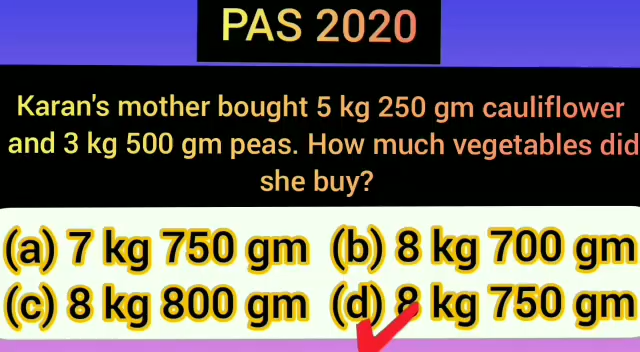 PAS 2020
Karan's mother bought 5 kg 250 gm cauliflower
and 3 kg 500 gm peas. How much vegetables did
she buy?
(a) 7 kg 750 gm (b) 8 kg 700 gm
(c) 8 kg 800 gm (d) 8 kg 750 gm